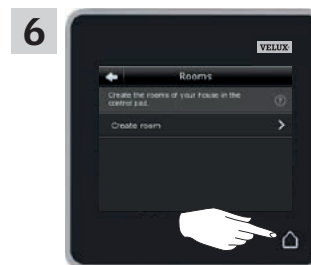 6
VELUX
Rooms
Create the rooms of your house in the
control pad.
?
Create room